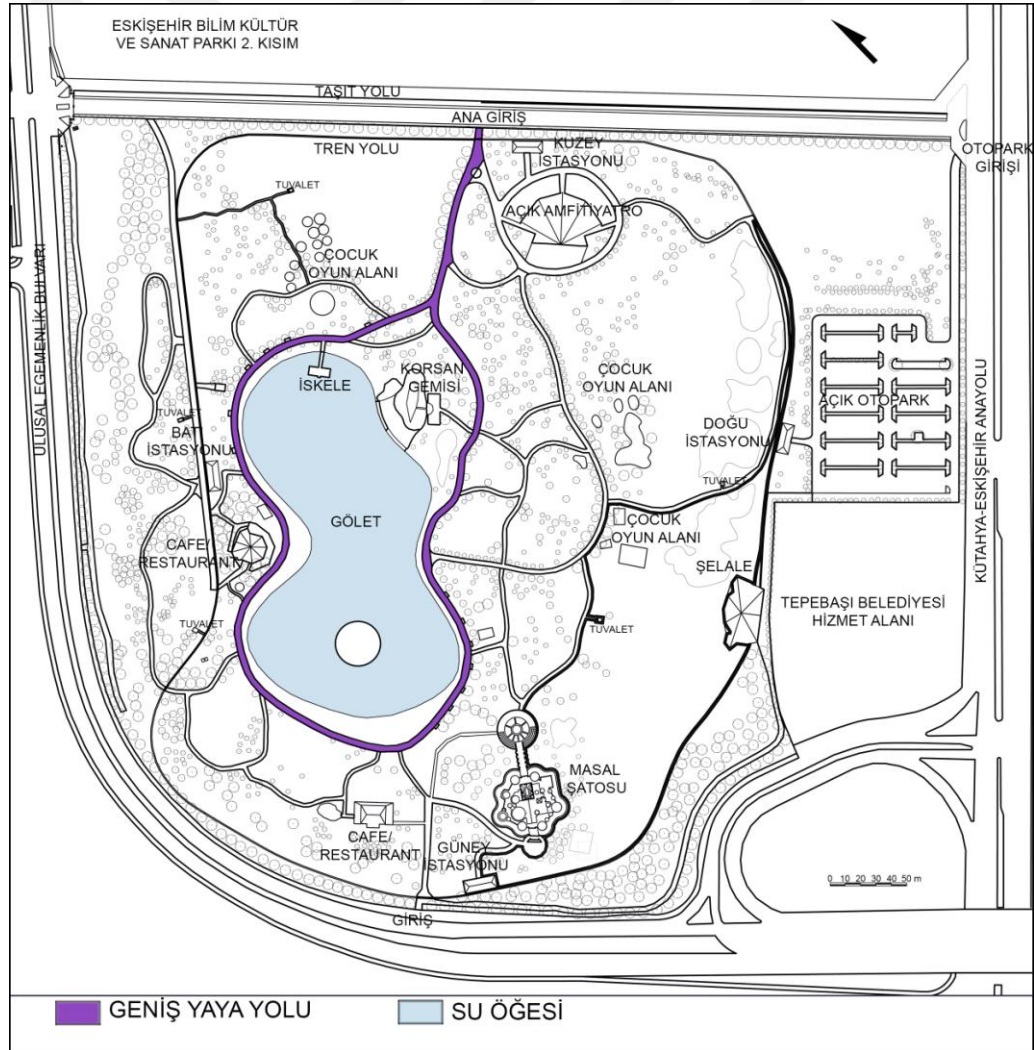 ESKİŞEHİR BİLİM KÜLTÜR
VE SANAT PARKI 2. KISIM
TAŞIT YOLU
ANA GİRİŞ
TREN YOLU
KUZEY
İSTASYONU
OTOPARK
GİRİŞİ
TUVALET
AÇIK AMFİTİYATRO
ÇOCUK
OYUN ALANI
ULUSAL EGEMENLİK BULVARI
İSKELE
KORSAN
GEMİSİ
ÇOCUK
OYUN ALANI
AÇIK OTOPARK
KÜTAHYA-ESKİŞEHİR ANAYOLU
TUVALET
BATI
İSTASYONU
DOĞU
İSTASYONU
TUVALET
GÖLET
ÇOCUK
OYUN ALANI
CAFE/
RESTAURANT
ŞELALE
TEPEBAŞI BELEDİYESİ
HİZMET ALANI
TUVALET
TUVALET
MASAL
ŞATOSU
CAFE/
RESTAURANT
GÜNEY
İSTASYONU
GİRİŞ
0 10 20 30 40 50 m
GENİŞ YAYA YOLU
SU ÖĞESİ